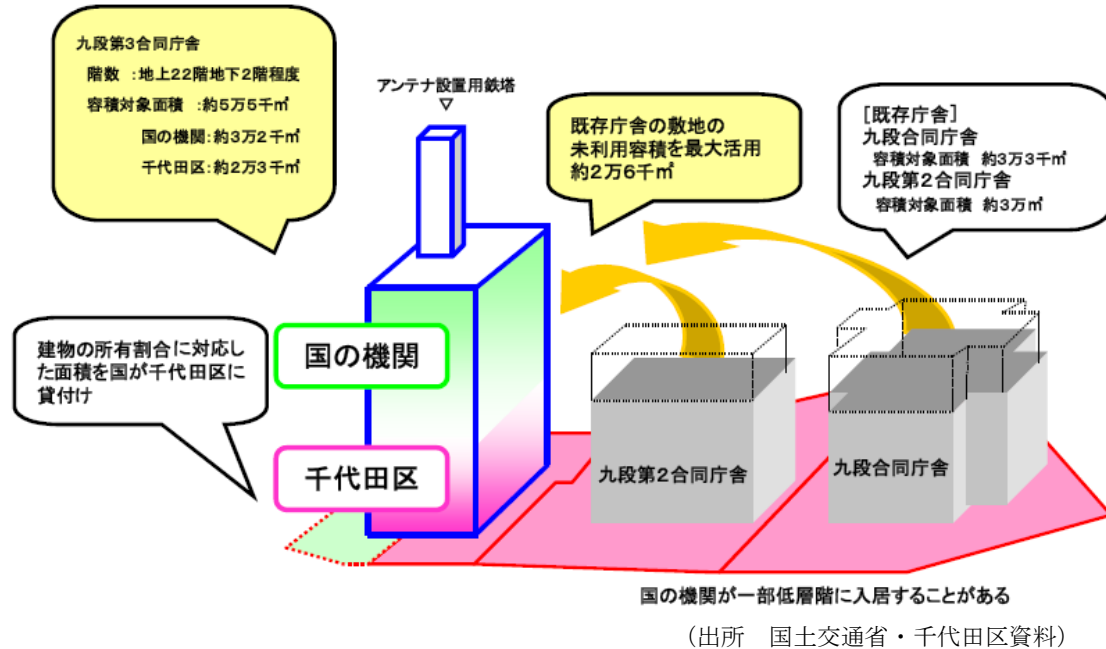 九段第3合同庁舎
階数　：地上22階地下2階程度
容積対象面積　：約5万5千㎡
国の機関：約3万2千㎡
千代田区：約2万3千㎡
アンテナ設置用鉄塔
▽
既存庁舎の敷地の
未利用容積を最大活用
約2万6千㎡
［既存庁舎］
九段合同庁舎
容積対象面積　約3万3千㎡
九段第2合同庁舎
容積対象面積　約3万㎡
建物の所有割合に対応し
た面積を国が千代田区に
貸付け
国の機関
千代田区
九段第2合同庁舎
九段合同庁舎
国の機関が一部低層階に入居することがある
（出所　国土交通省・千代田区資料）